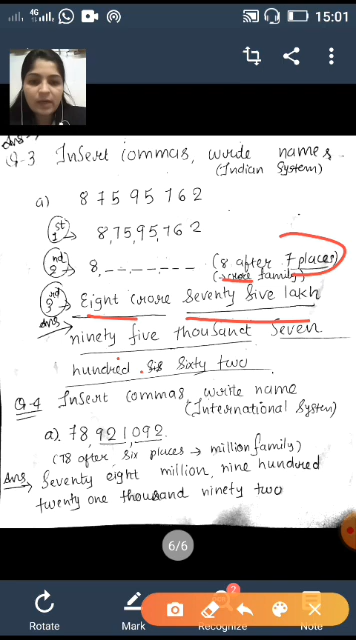 4G
15:01
Ans
Q-3 Insert commas, write names
(Indian System)
a) 8 7 5 9 5 7 6 2
1st 8,75,95,762
2nd 8,_ _ _ _ _ _ _ (8 after 7 places)
(→ crore family)
3rd Eight crore seventy five lakh
Ans ninety five thousand seven
hundred sixty two
Q-4 Insert commas, write name
(International System)
a). 78,921,092.
(78 after six places → million family)
Ans Seventy eight million, nine hundred
twenty one thousand ninety two
6/6
2
Rotate Mark Recognize Note